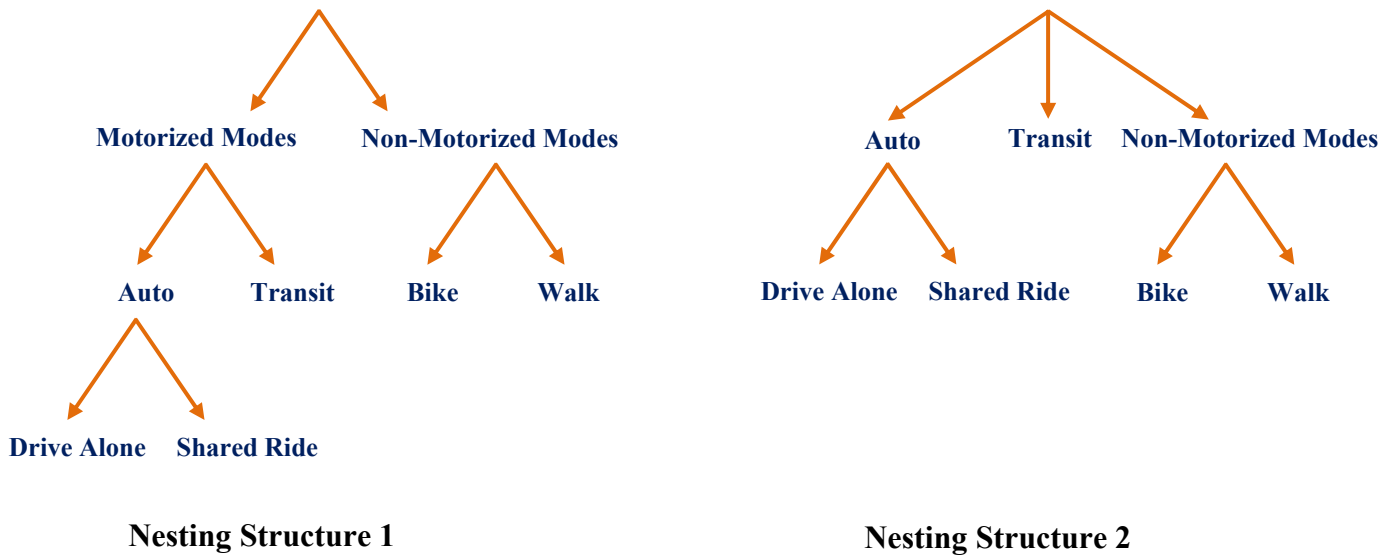 Motorized Modes
Non-Motorized Modes
Auto
Transit
Bike
Walk
Drive Alone
Shared Ride
Nesting Structure 1
Auto
Transit
Non-Motorized Modes
Drive Alone
Shared Ride
Bike
Walk
Nesting Structure 2